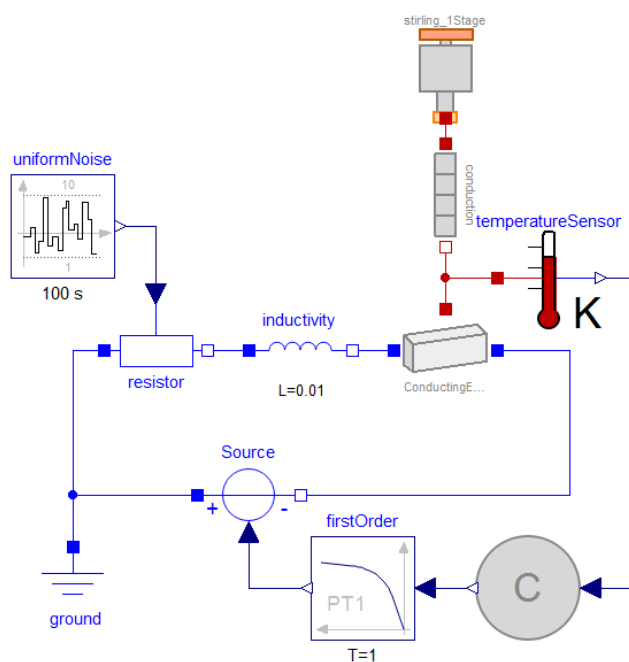 stirling_1Stage
uniformNoise
10
1
100 s
conduction
temperatureSensor
K
resistor
inductivity
L=0.01
ConductingE...
Source
+ -
firstOrder
PT1
T=1
C
ground